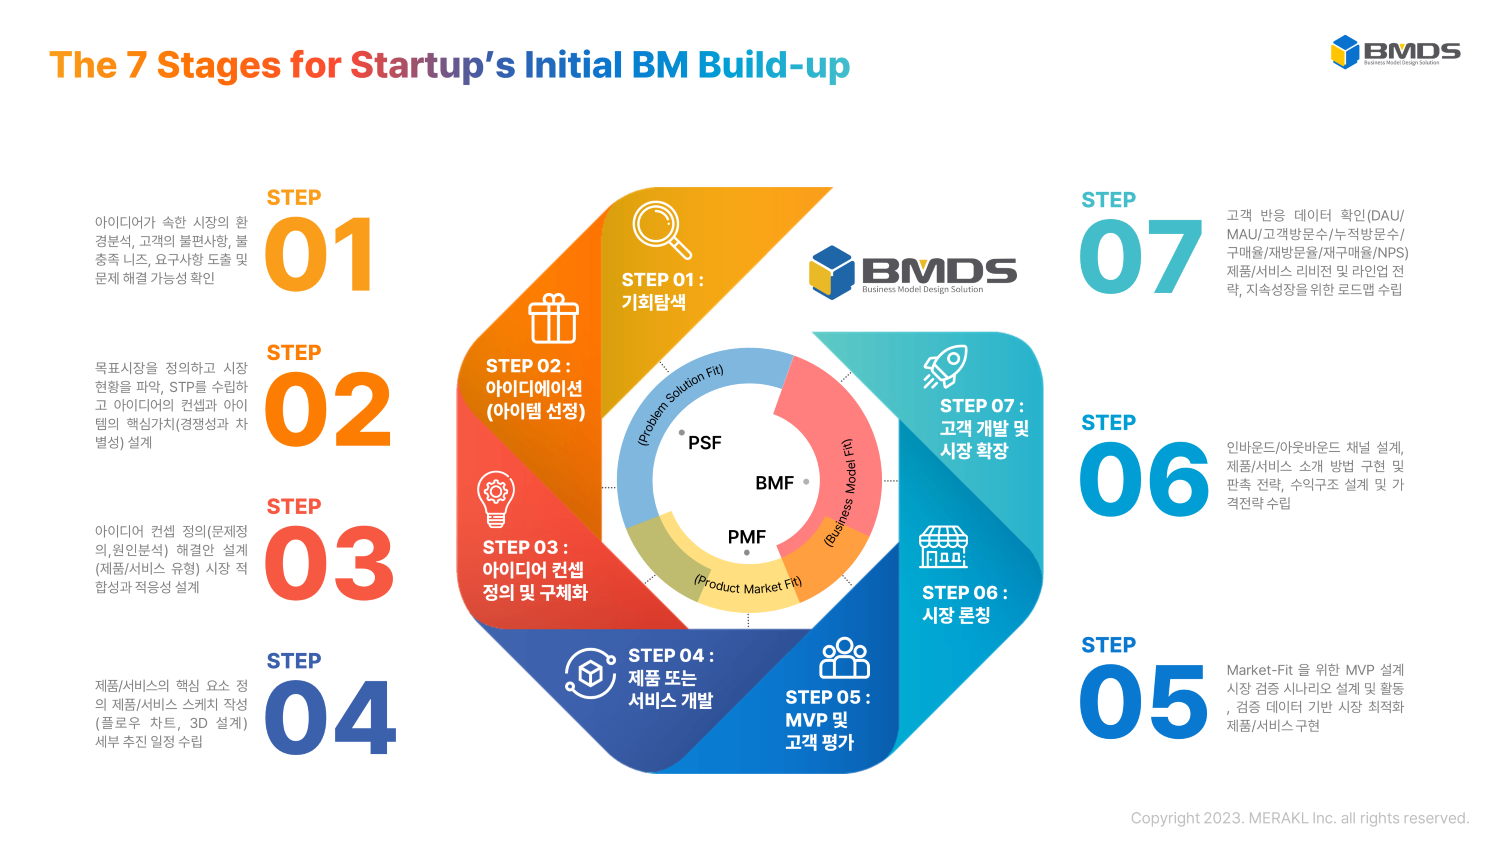 The 7 Stages for Startup’s Initial BM Build-up
BMDS
Business Model Design Solution
STEP
01
아이디어가 속한 시장의 환
경분석, 고객의 불편사항, 불
충족 니즈, 요구사항 도출 및
문제 해결 가능성 확인
STEP
02
목표시장을 정의하고 시장
현황을 파악, STP를 수립하
고 아이디어의 컨셉과 아이
템의 핵심가치(경쟁성과 차
별성) 설계
STEP
03
아이디어 컨셉 정의(문제정
의,원인분석) 해결안 설계
(제품/서비스 유형) 시장 적
합성과 적응성 설계
STEP
04
제품/서비스의 핵심 요소 정
의 제품/서비스 스케치 작성
(플로우 차트, 3D 설계)
세부 추진 일정 수립
STEP 01 :
기회탐색
STEP 02 :
아이디에이션
(아이템 선정)
STEP 03 :
아이디어 컨셉
정의 및 구체화
STEP 04 :
제품 또는
서비스 개발
STEP 05 :
MVP 및
고객 평가
STEP 06 :
시장 론칭
STEP 07 :
고객 개발 및
시장 확장
BMDS
Business Model Design Solution
(Problem Solution Fit)
PSF
BMF
(Business Model Fit)
PMF
(Product Market Fit)
STEP
07
고객 반응 데이터 확인(DAU/
MAU/고객방문수/누적방문수/
구매율/재방문율/재구매율/NPS)
제품/서비스 리비전 및 라인업 전
략, 지속성장을 위한 로드맵 수립
STEP
06
인바운드/아웃바운드 채널 설계,
제품/서비스 소개 방법 구현 및
판촉 전략, 수익구조 설계 및 가
격전략 수립
STEP
05
Market-Fit 을 위한 MVP 설계
시장 검증 시나리오 설계 및 활동
, 검증 데이터 기반 시장 최적화
제품/서비스 구현
Copyright 2023. MERAKL Inc. all rights reserved.